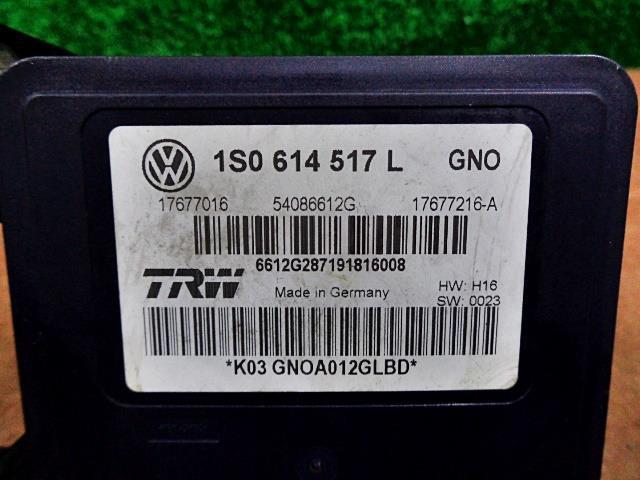 1S0 614 517 L GNO
17677016 54086612G 17677216-A
6612G287191816008
TRW Made in Germany HW: H16
SW: 0023
*K03 GNOA012GLBD*